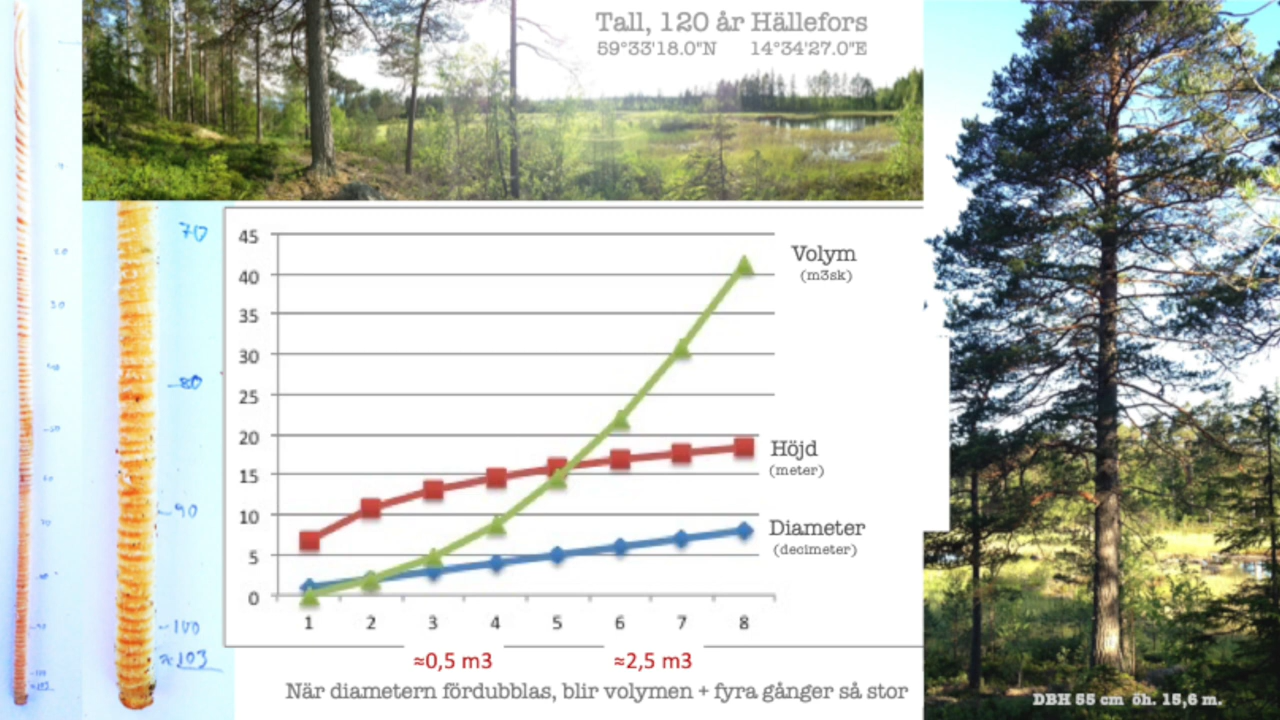 Tall, 120 år Hällefors
59°33'18.0"N 14°34'27.0"E
70
-80
-90
-100
≈ 103
45
40
35
30
25
20
15
10
5
0
1 2 3 4 5 6 7 8
Volym
(m3sk)
Höjd
(meter)
Diameter
(decimeter)
≈0,5 m3 ≈2,5 m3
När diametern fördubblas, blir volymen + fyra gånger så stor
DBH 55 cm öh. 15,6 m.